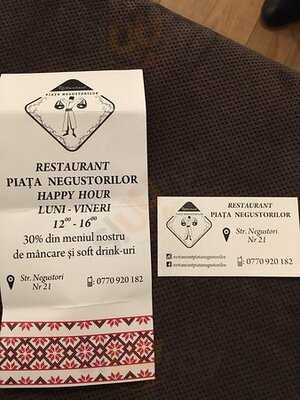 PIAȚA NEGUSTORILOR
RESTAURANT
PIAȚA NEGUSTORILOR
HAPPY HOUR
LUNI - VINERI
12⁰⁰ - 16⁰⁰
30% din meniul nostru
de mâncare și soft drink-uri
Str. Negustori
Nr 21
: 0770 920 182
RESTAURANT
PIAȚA NEGUSTORILOR
Str. Negustori
Nr 21
restaurantpiatanegustorilor
restaurantpiatanegustorilor
: 0770 920 182